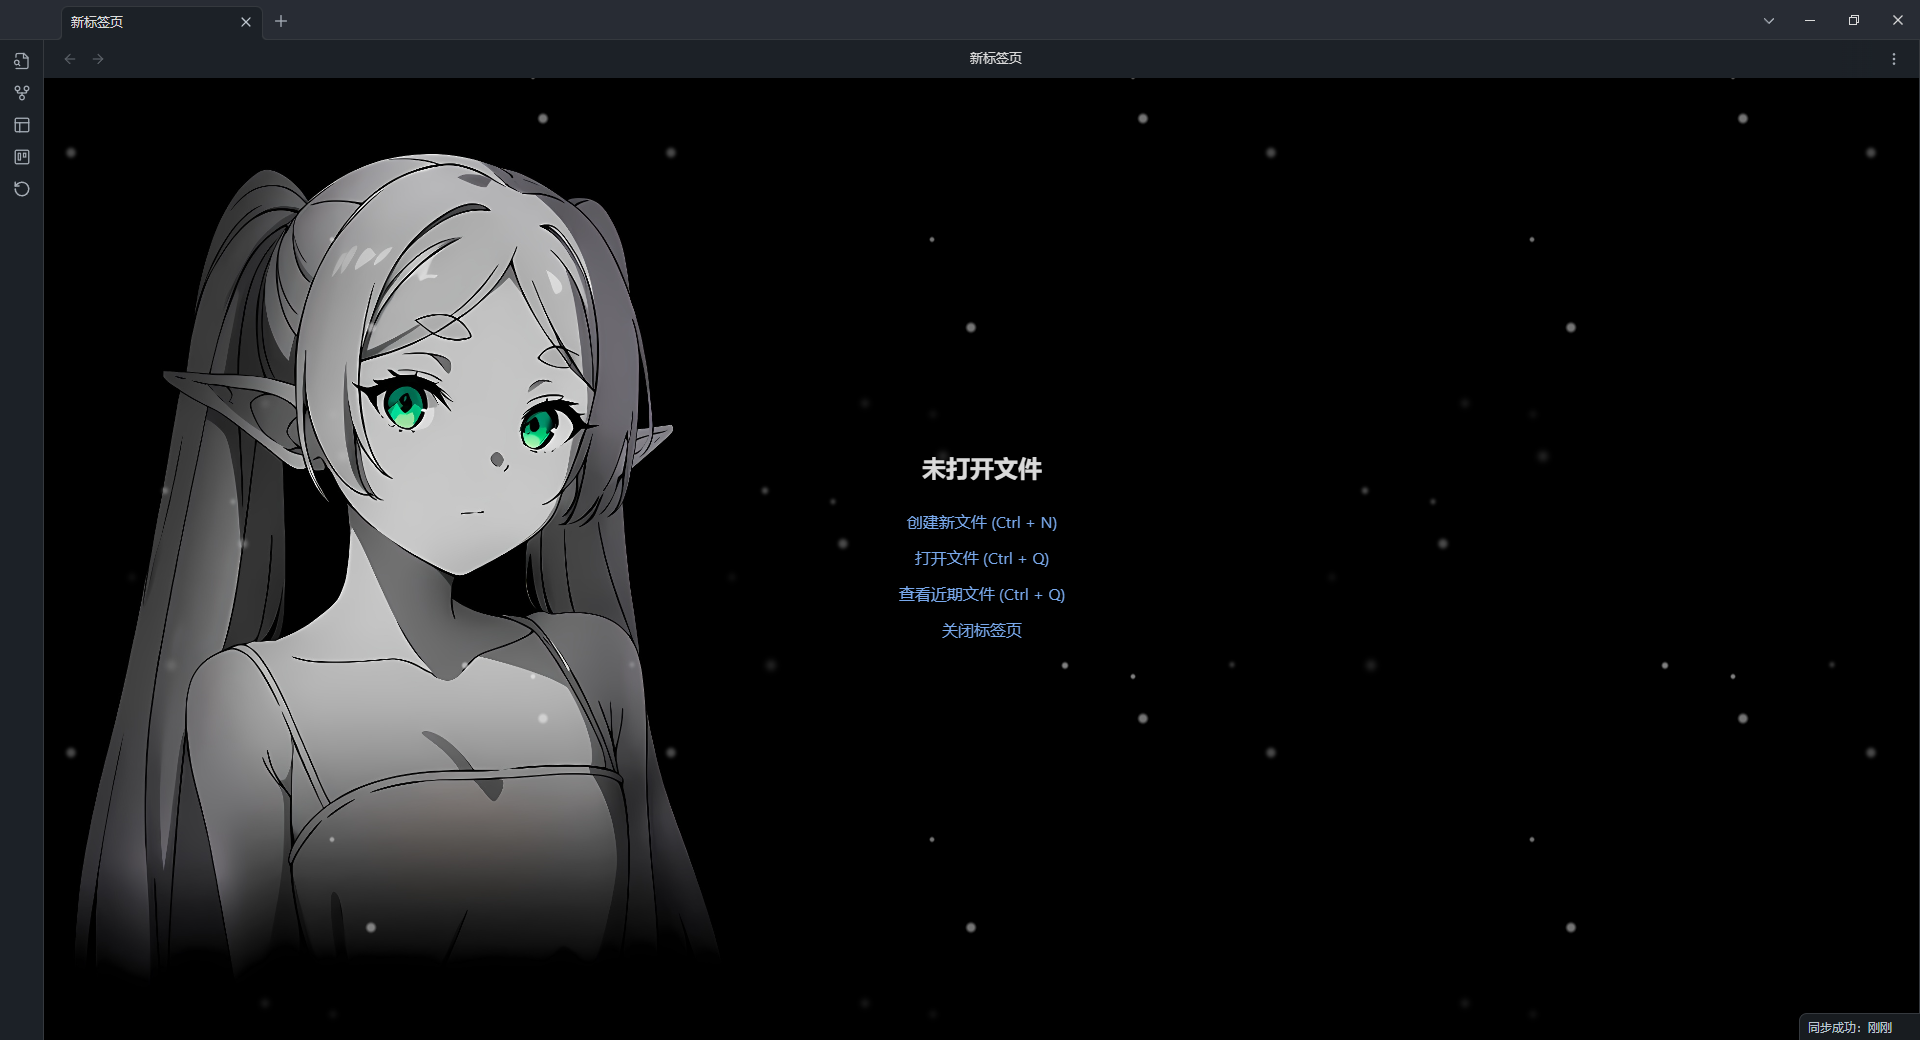 新标签页
新标签页
未打开文件
创建新文件 (Ctrl + N)
打开文件 (Ctrl + Q)
查看近期文件 (Ctrl + Q)
关闭标签页
同步成功：刚刚